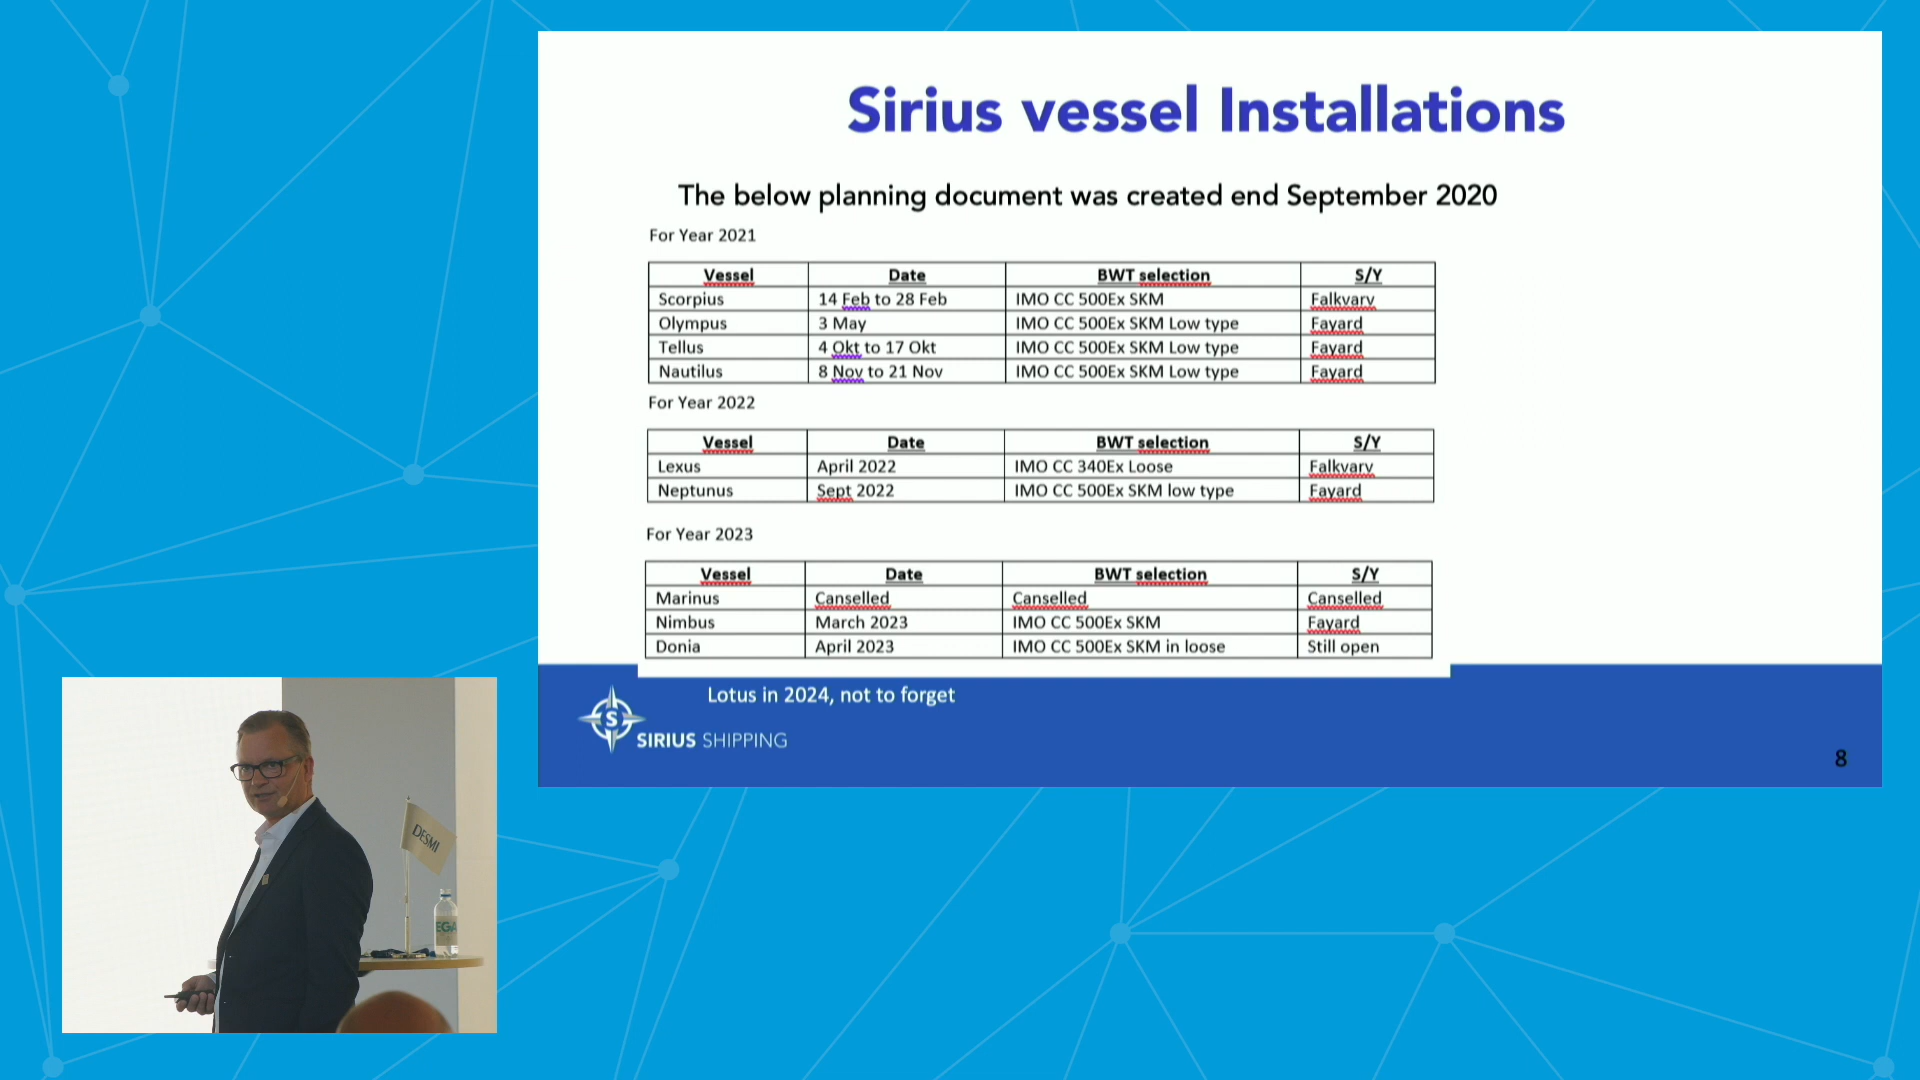 Sirius vessel Installations
The below planning document was created end September 2020
For Year 2021
Vessel Date BWT selection S/Y
Scorpius 14 Feb to 28 Feb IMO CC 500Ex SKM Falkvarv
Olympus 3 May IMO CC 500Ex SKM Low type Fayard
Tellus 4 Okt to 17 Okt IMO CC 500Ex SKM Low type Fayard
Nautilus 8 Nov to 21 Nov IMO CC 500Ex SKM Low type Fayard
For Year 2022
Vessel Date BWT selection S/Y
Lexus April 2022 IMO CC 340Ex Loose Falkvarv
Neptunus Sept 2022 IMO CC 500Ex SKM low type Fayard
For Year 2023
Vessel Date BWT selection S/Y
Marinus Canselled Canselled Canselled
Nimbus March 2023 IMO CC 500Ex SKM Fayard
Donia April 2023 IMO CC 500Ex SKM in loose Still open
Lotus in 2024, not to forget
S
SIRIUS SHIPPING
8
DESMI
EGA